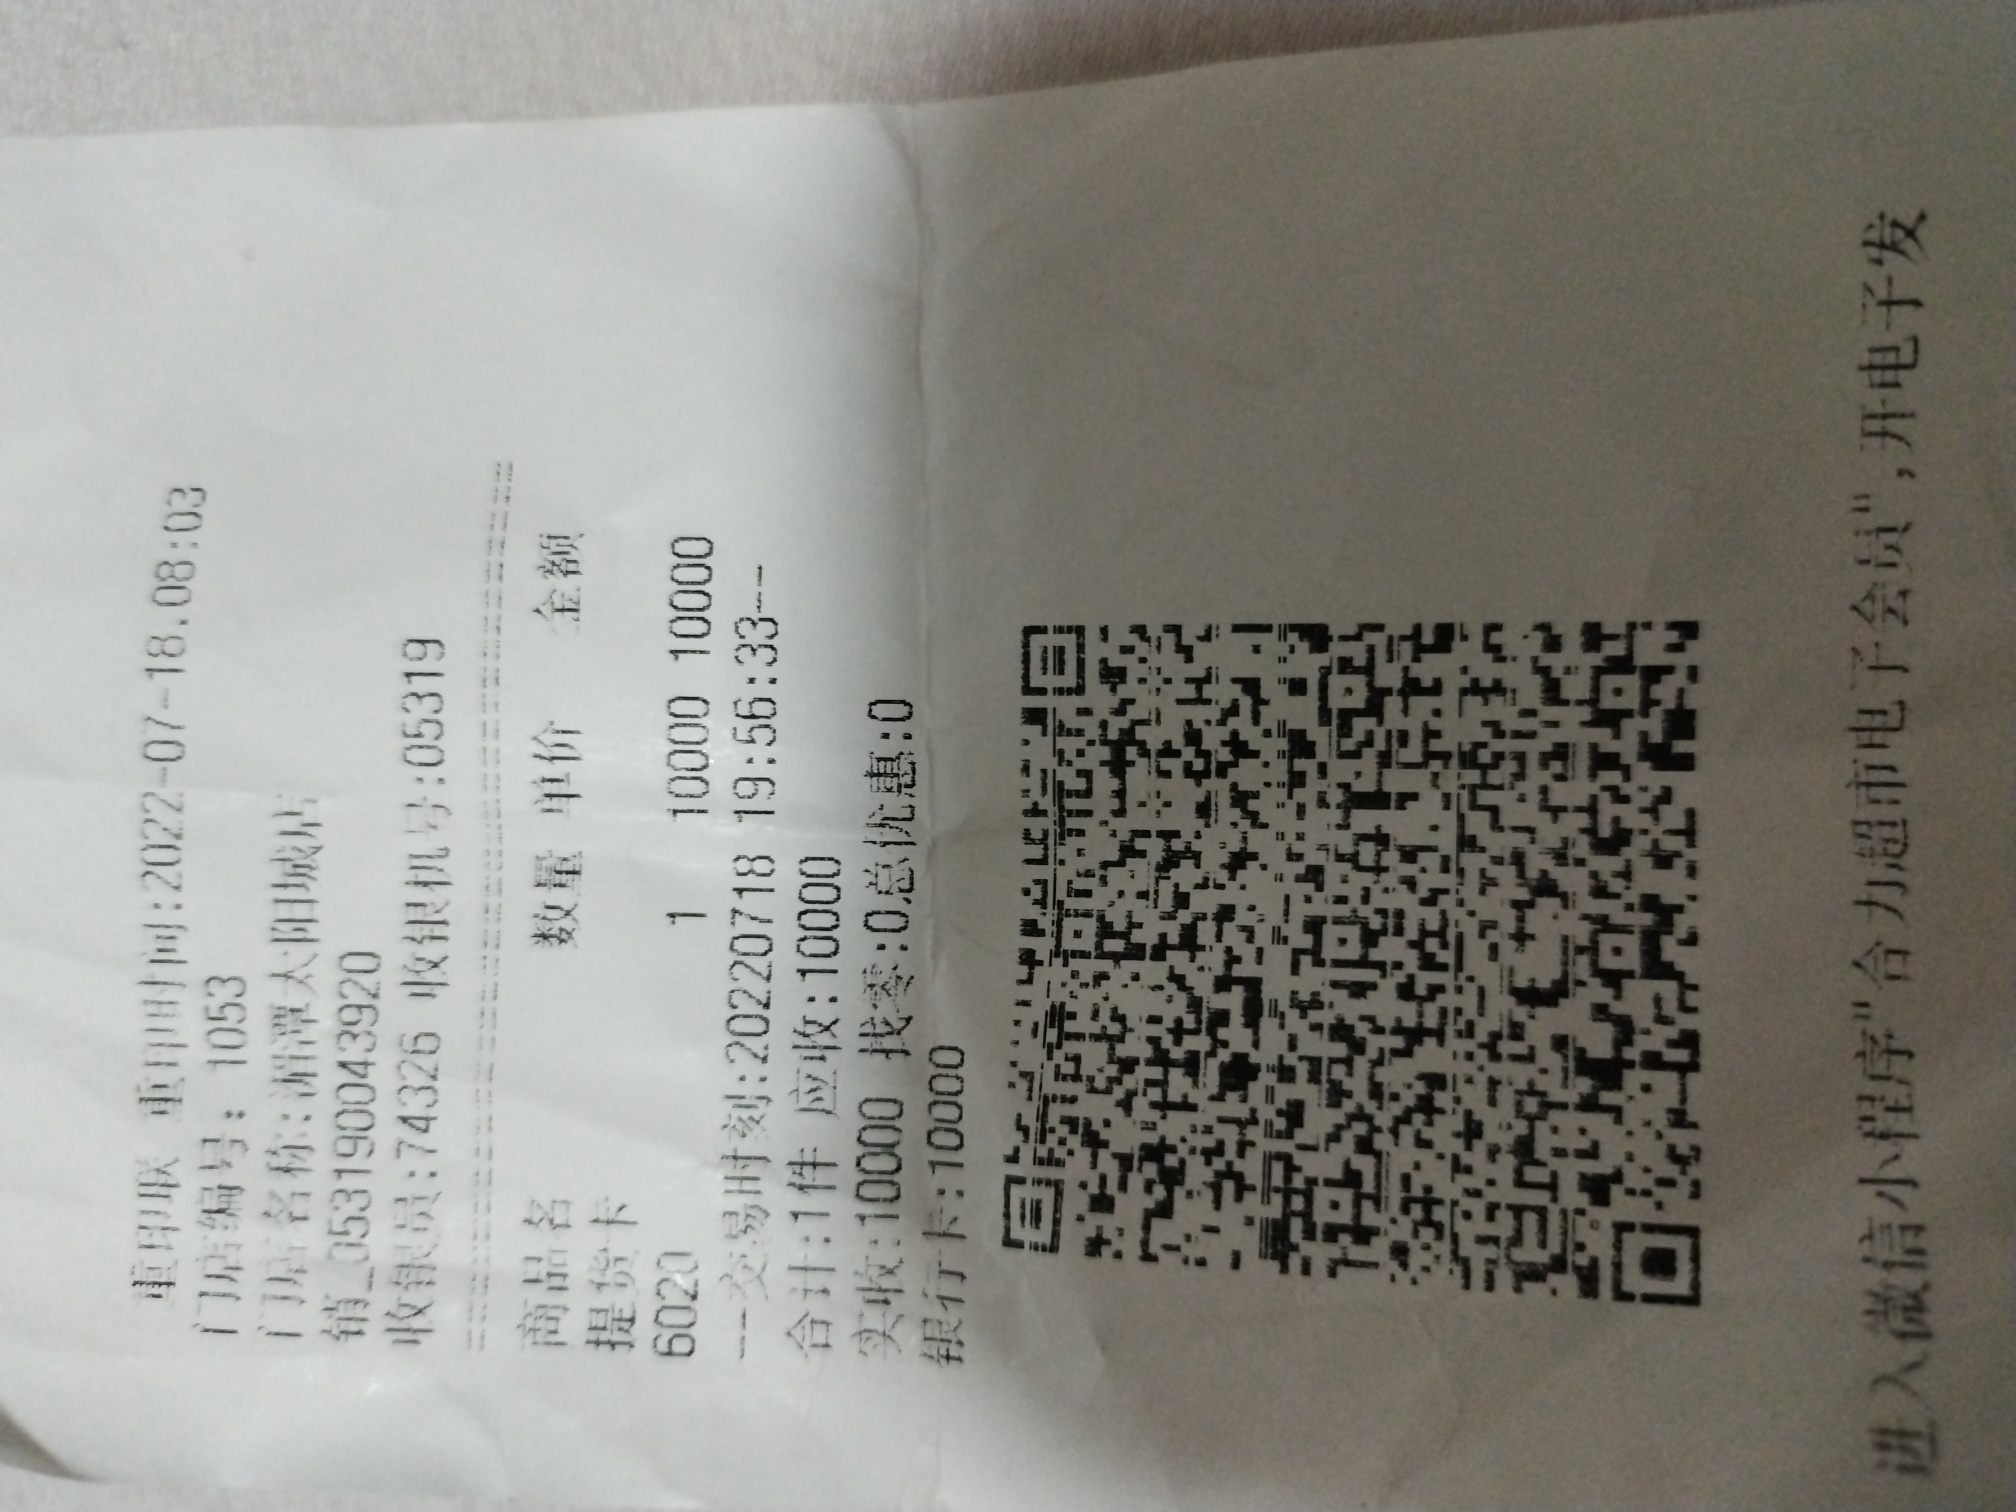 重印联 重印时间:2022-07-18.08:03
门店编号: 1053
门店名称:湄潭太阳城店
销_0531900439920
收银员:74326 收银机号:05319
商品名 数量 单价 金额
提货卡
6020 1 10000 10000
--交易时刻:20220718 19:56:33--
合计:1件 应收:10000
实收:10000 找零:0总优惠:0
银行卡:10000
进入微信小程序"合力超市电子会员",开电子发